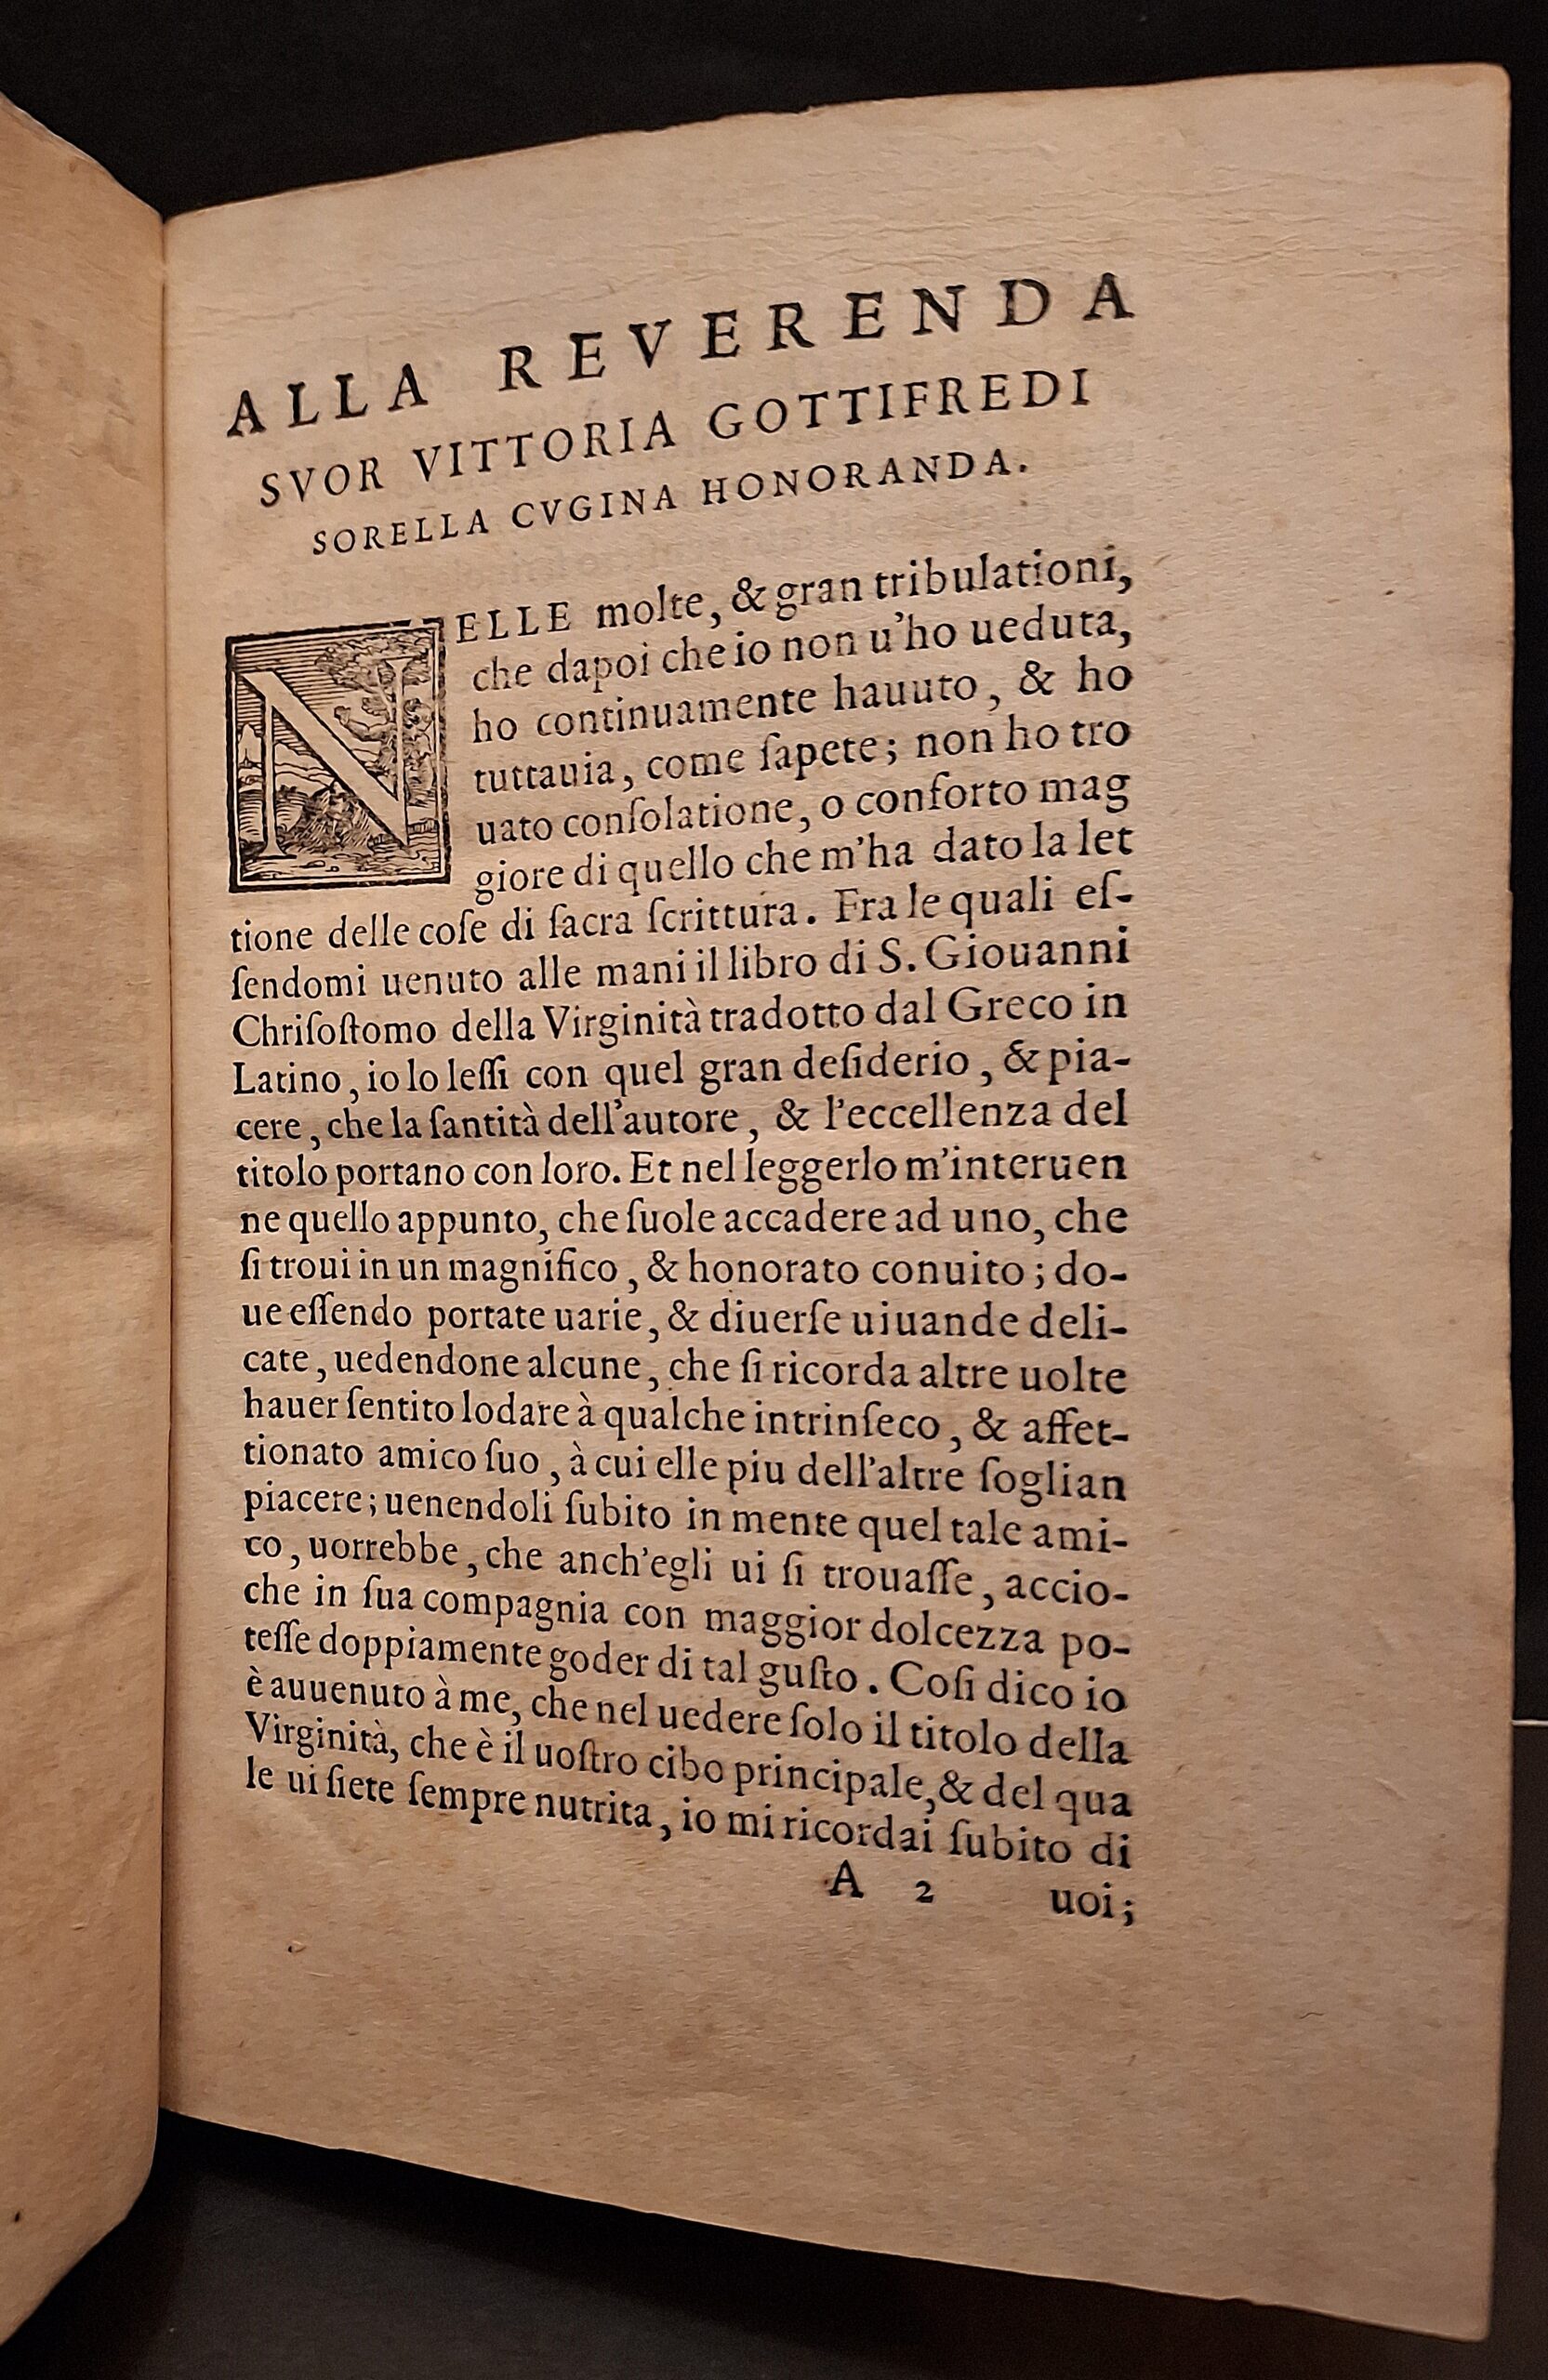 ALLA REVERENDA
SVOR VITTORIA GOTTIFREDI
SORELLA CVGINA HONORANDA.
NELLE molte, & gran tribulationi,
che dapoi che io non u'ho ueduta,
ho continuamente hauuto, & ho
tuttauia, come ſapete; non ho tro
uato conſolatione, o conforto mag
giore di quello che m'ha dato la let
tione delle coſe di ſacra ſcrittura. Fra le quali eſ-
ſendomi uenuto alle mani il libro di S. Giouanni
Chriſoſtomo della Virginità tradotto dal Greco in
Latino, io lo leſſi con quel gran deſiderio, & pia-
cere, che la ſantità dell'autore, & l'eccellenza del
titolo portano con loro. Et nel leggerlo m'interuen
ne quello appunto, che ſuole accadere ad uno, che
ſi troui in un magnifico, & honorato conuito; do-
ue eſſendo portate uarie, & diuerſe uiuande deli-
cate, uedendone alcune, che ſi ricorda altre uolte
hauer ſentito lodare à qualche intrinſeco, & affet-
tionato amico ſuo, à cui elle piu dell'altre ſoglian
piacere; uenendoli ſubito in mente quel tale ami-
co, uorrebbe, che anch'egli ui ſi trouaſſe, accio-
che in ſua compagnia con maggior dolcezza po-
teſſe doppiamente goder di tal guſto. Coſi dico io
è auuenuto à me, che nel uedere ſolo il titolo della
Virginità, che è il uoſtro cibo principale, & del qua
le ui ſiete ſempre nutrita, io mi ricordai ſubito di
A 2 uoi;